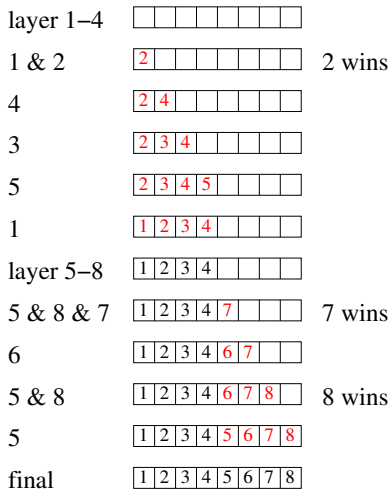 layer 1–4
1 & 2 2 2 wins
4 2 4
3 2 3 4
5 2 3 4 5
1 1 2 3 4
layer 5–8 1 2 3 4
5 & 8 & 7 1 2 3 4 7 7 wins
6 1 2 3 4 6 7
5 & 8 1 2 3 4 6 7 8 8 wins
5 1 2 3 4 5 6 7 8
final 1 2 3 4 5 6 7 8